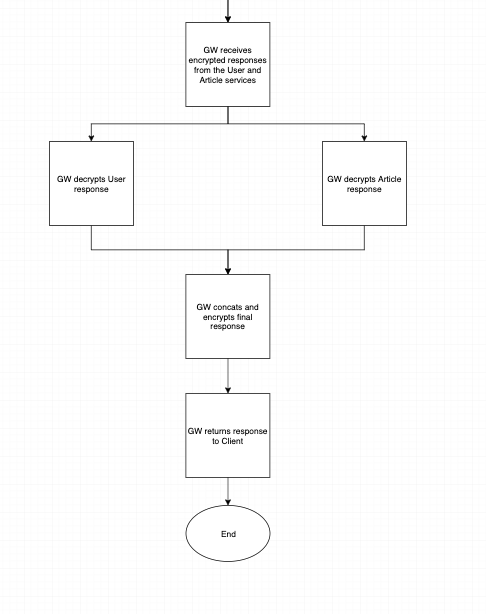 GW receives
encrypted responses
from the User and
Article services
GW decrypts User
response
GW decrypts Article
response
GW concats and
encrypts final
response
GW returns response
to Client
End